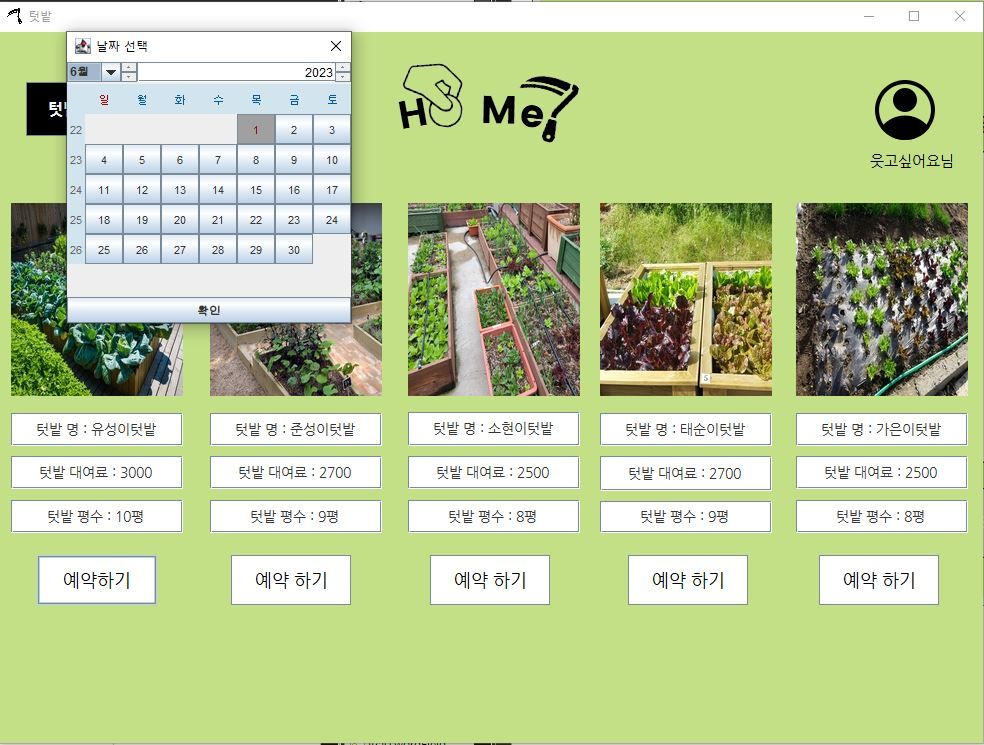 텃밭
날짜 선택
6월 2023
일 월 화 수 목 금 토
22 1 2 3
23 4 5 6 7 8 9 10
24 11 12 13 14 15 16 17
25 18 19 20 21 22 23 24
26 25 26 27 28 29 30
확인
Ho Me?
웃고싶어요님
5
텃밭 명 : 유성이텃밭 텃밭 명 : 준성이텃밭 텃밭 명 : 소현이텃밭 텃밭 명 : 태순이텃밭 텃밭 명 : 가은이텃밭
텃밭 대여료 : 3000 텃밭 대여료 : 2700 텃밭 대여료 : 2500 텃밭 대여료 : 2700 텃밭 대여료 : 2500
텃밭 평수 : 10평 텃밭 평수 : 9평 텃밭 평수 : 8평 텃밭 평수 : 9평 텃밭 평수 : 8평
예약하기 예약 하기 예약 하기 예약 하기 예약 하기